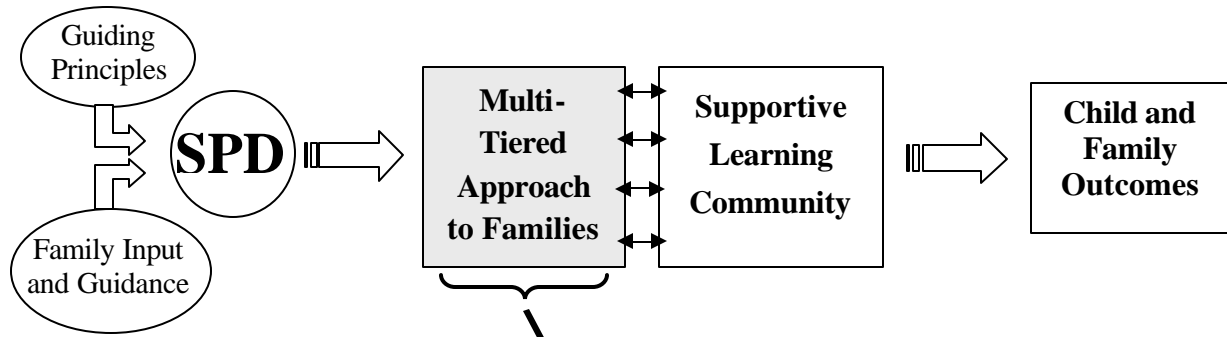 Guiding
Principles
SPD
Family Input
and Guidance
Multi-
Tiered
Approach
to Families
Supportive
Learning
Community
Child and
Family
Outcomes